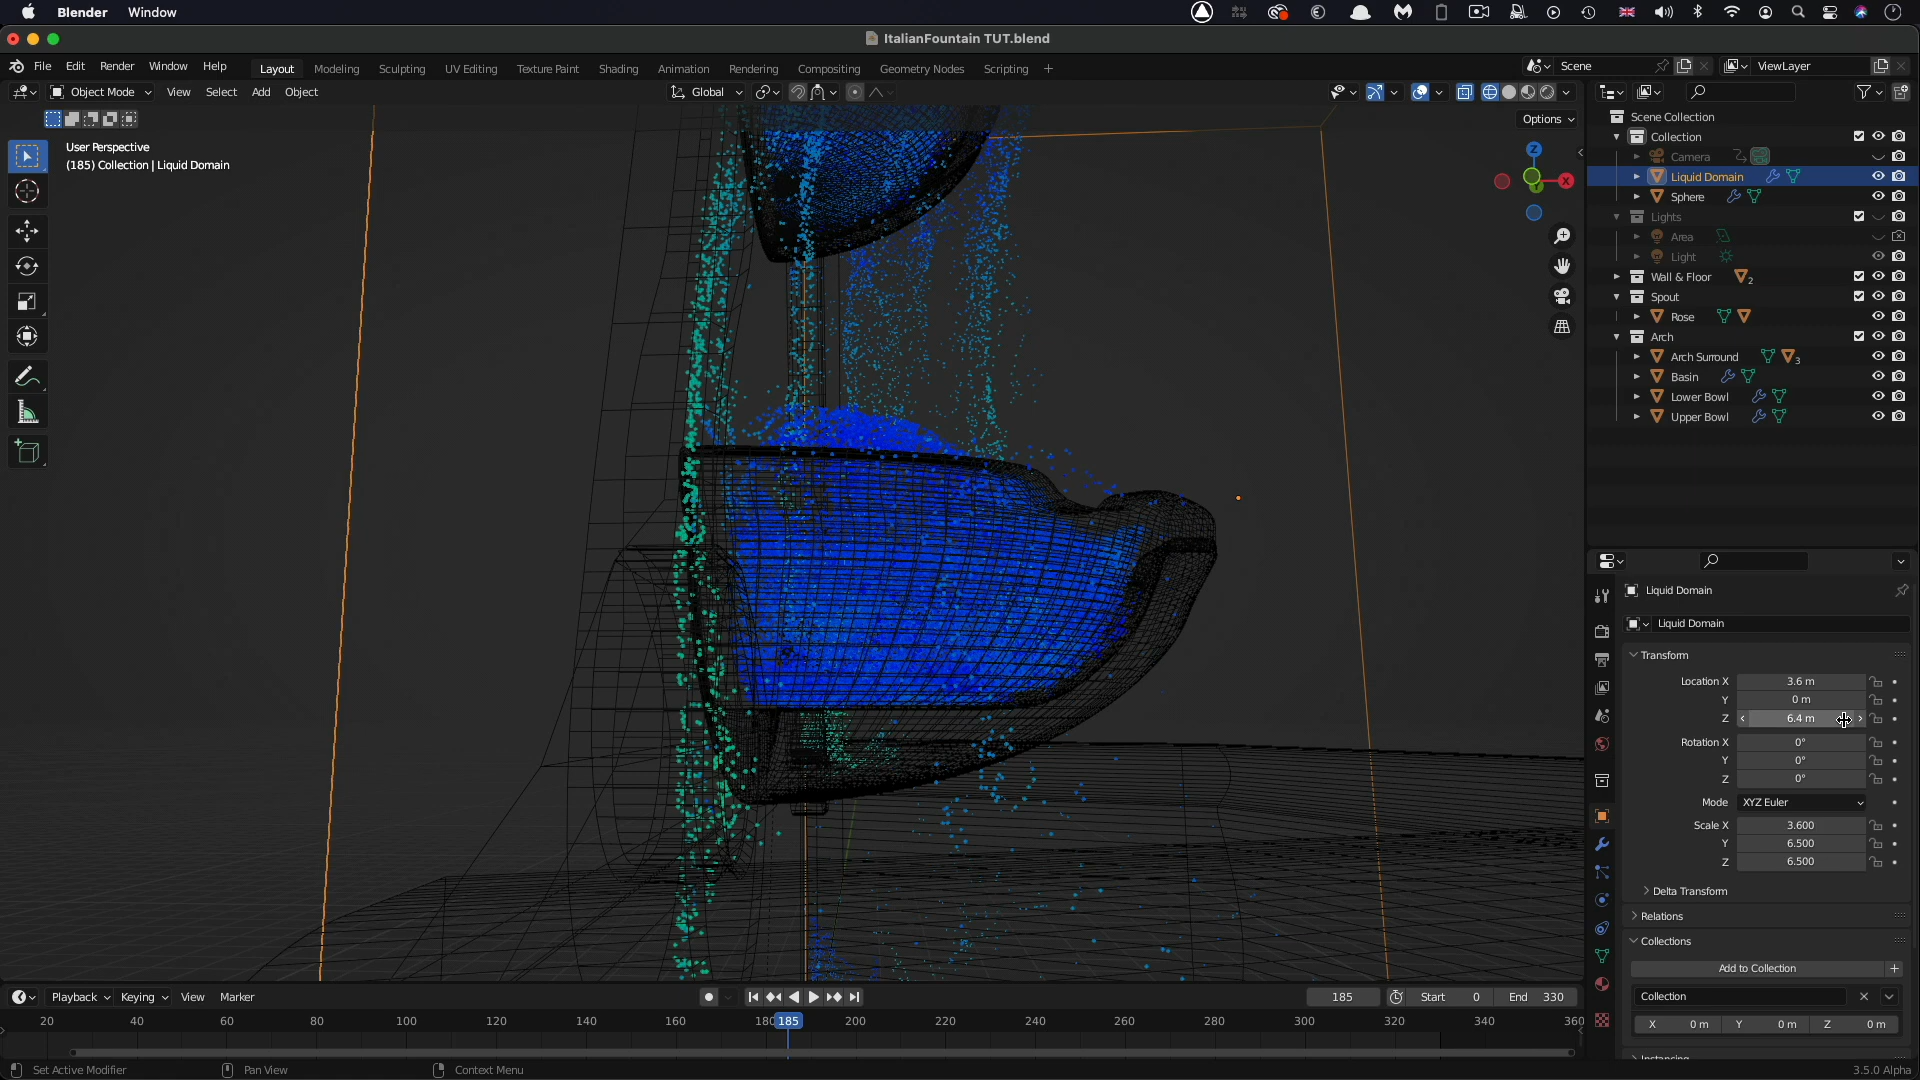 Blender Window
ItalianFountain TUT.blend
File Edit Render Window Help Layout Modeling Sculpting UV Editing Texture Paint Shading Animation Rendering Compositing Geometry Nodes Scripting + Scene ViewLayer
Object Mode View Select Add Object Global
Options
User Perspective
(185) Collection | Liquid Domain
Z
X
Y
Scene Collection
Collection
Camera
Liquid Domain
Sphere
Lights
Area
Light
Wall & Floor 2
Spout
Rose
Arch
Arch Surround 3
Basin
Lower Bowl
Upper Bowl
Liquid Domain
Liquid Domain
Transform
Location X 3.6 m
Y 0 m
Z 6.4 m
Rotation X 0°
Y 0°
Z 0°
Mode XYZ Euler
Scale X 3.600
Y 6.500
Z 6.500
Delta Transform
Relations
Collections
Add to Collection +
Collection
X 0 m Y 0 m Z 0 m
Instancing
Playback Keying View Marker 185 Start 0 End 330
20 40 60 80 100 120 140 160 180 185 200 220 240 260 280 300 320 340 360
Set Active Modifier Pan View Context Menu 3.5.0 Alpha